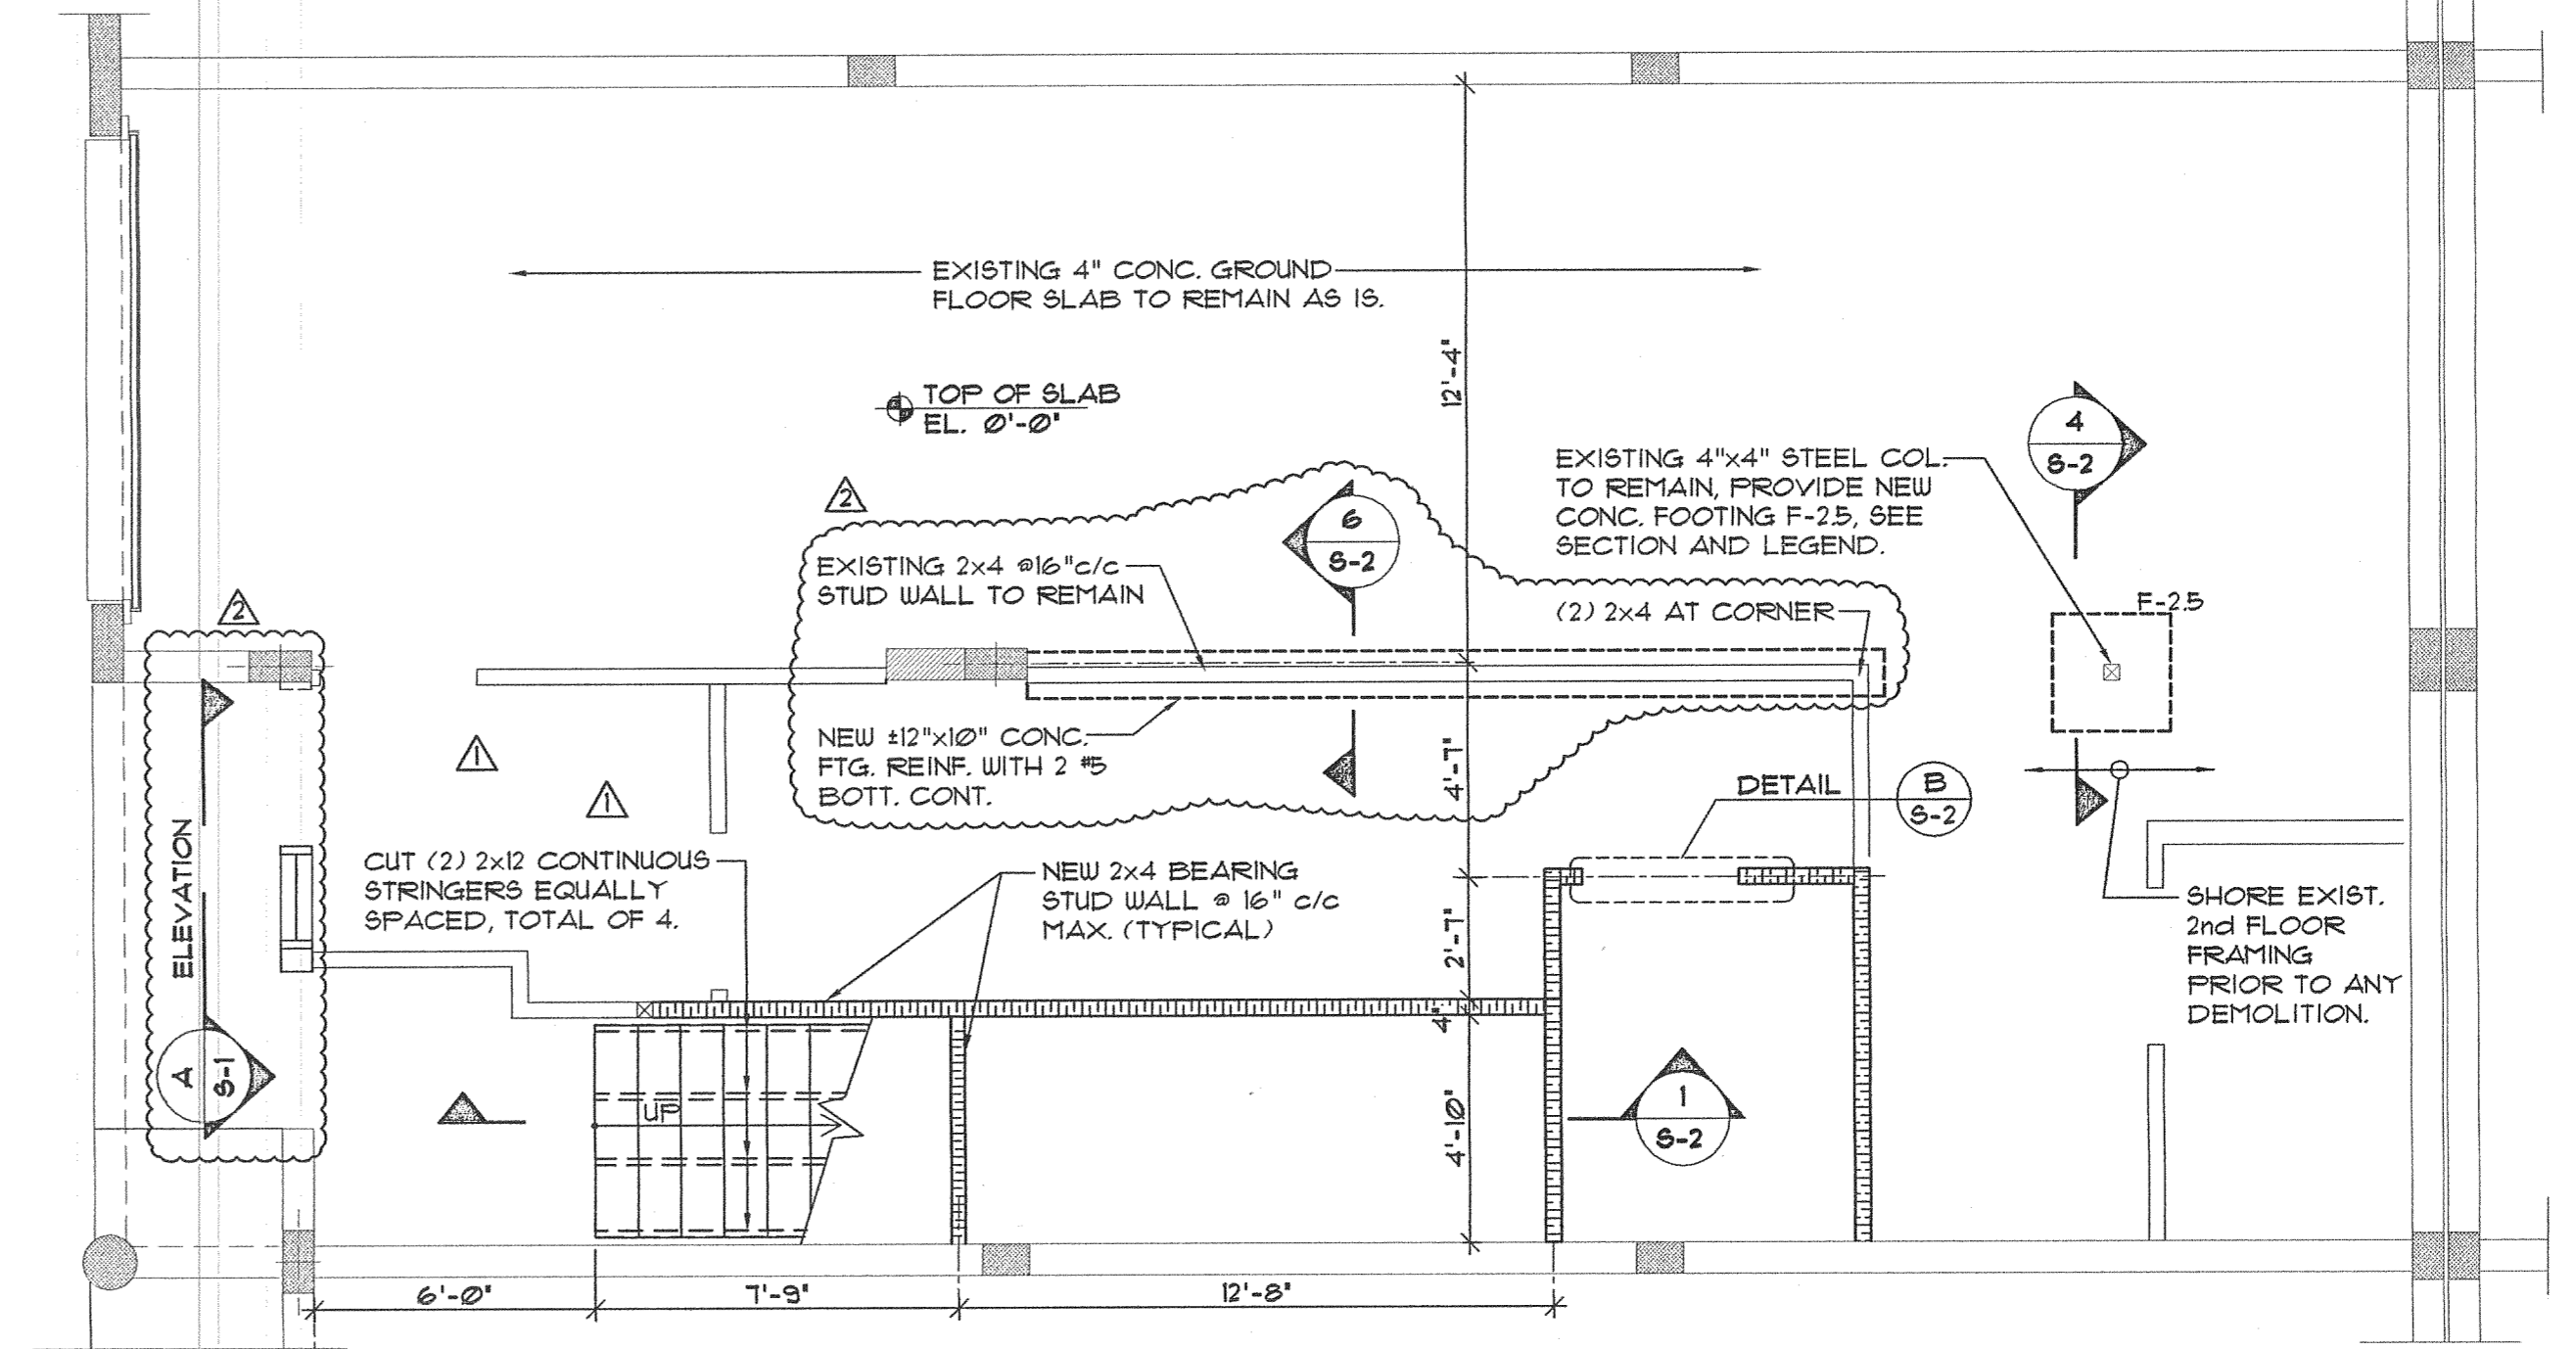 EXISTING 4" CONC. GROUND
FLOOR SLAB TO REMAIN AS IS.
12'-4"
TOP OF SLAB
EL. 0'-0"
4
S-2
EXISTING 4"x4" STEEL COL.
TO REMAIN, PROVIDE NEW
CONC. FOOTING F-2.5, SEE
SECTION AND LEGEND.
2
6
S-2
EXISTING 2x4 @16"c/c
STUD WALL TO REMAIN
(2) 2x4 AT CORNER
F-2.5
2
NEW ±12"x10" CONC.
FTG. REINF. WITH 2 #5
BOTT. CONT.
1
1
4'-7"
DETAIL
B
S-2
ELEVATION
A
S-1
CUT (2) 2x12 CONTINUOUS
STRINGERS EQUALLY
SPACED, TOTAL OF 4.
NEW 2x4 BEARING
STUD WALL @ 16" c/c
MAX. (TYPICAL)
2'-7"
SHORE EXIST.
2nd FLOOR
FRAMING
PRIOR TO ANY
DEMOLITION.
4"
UP
1
S-2
4'-10"
6'-0"
7'-9"
12'-8"